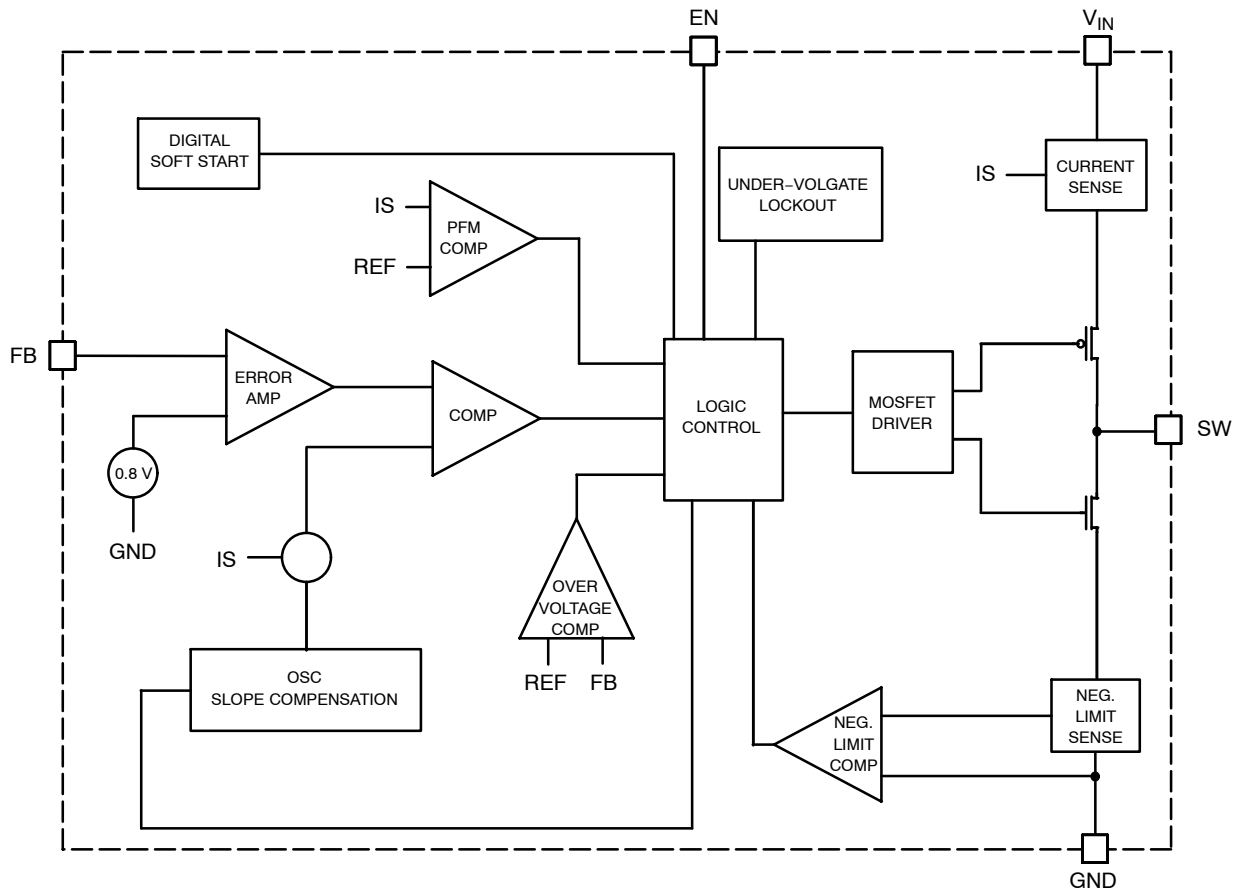 EN
VIN
DIGITAL
SOFT START
UNDER−VOLGATE
LOCKOUT
IS
CURRENT
SENSE
IS
PFM
COMP
REF
FB
ERROR
AMP
COMP
LOGIC
CONTROL
MOSFET
DRIVER
SW
0.8 V
GND
IS
OVER
VOLTAGE
COMP
REF
FB
OSC
SLOPE COMPENSATION
NEG.
LIMIT
COMP
NEG.
LIMIT
SENSE
GND